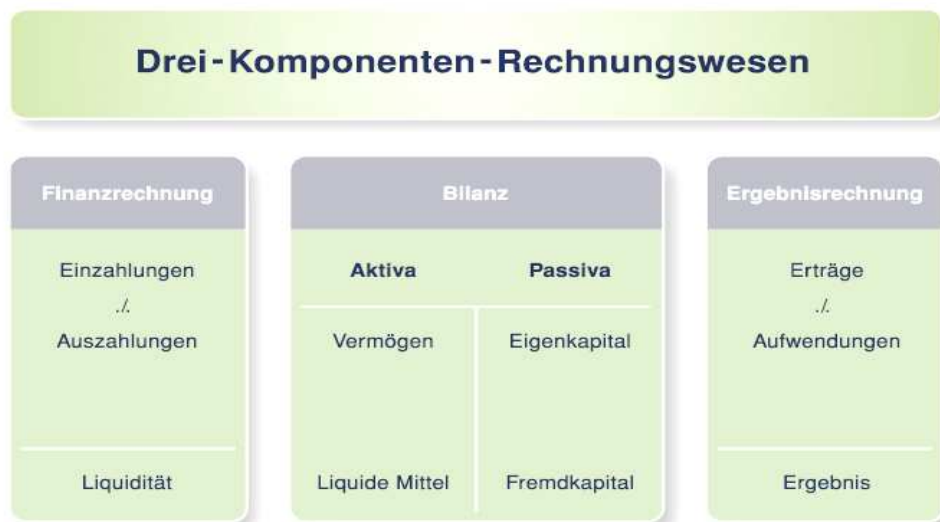 Drei-Komponenten-Rechnungswesen
Finanzrechnung
Einzahlungen
./.
Auszahlungen
Liquidität
Bilanz
Aktiva Passiva
Vermögen Eigenkapital
Liquide Mittel Fremdkapital
Ergebnisrechnung
Erträge
./.
Aufwendungen
Ergebnis